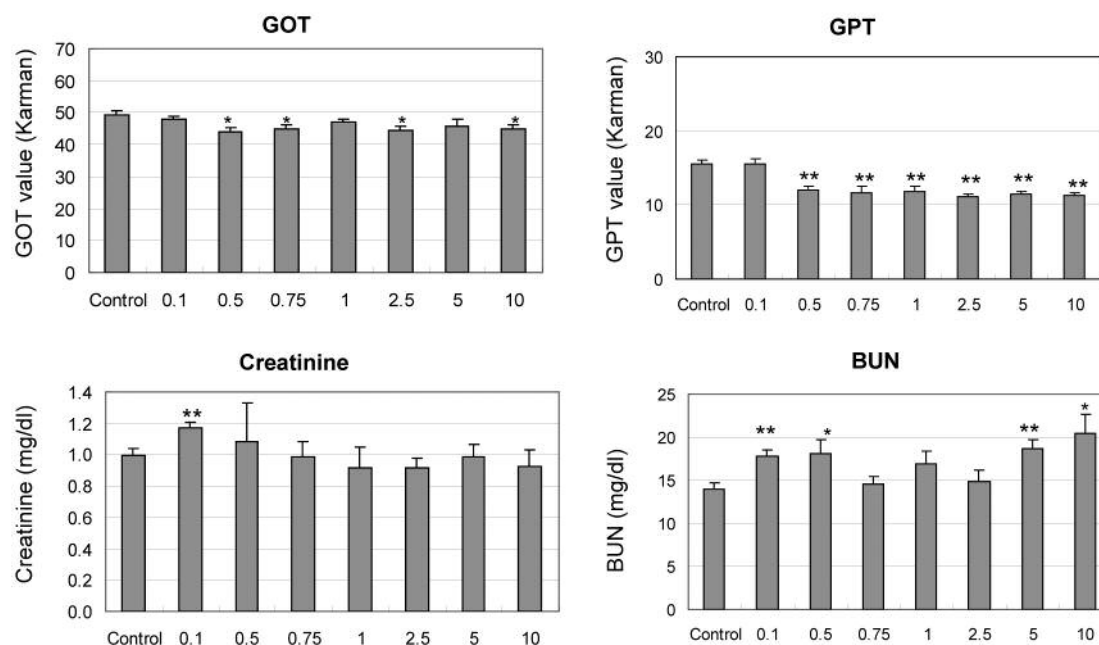 GOT
GOT value (Karman)
70
60
50
40
30
20
10
0
* * * *
Control 0.1 0.5 0.75 1 2.5 5 10
GPT
GPT value (Karman)
30
20
10
0
** ** ** ** ** **
Control 0.1 0.5 0.75 1 2.5 5 10
Creatinine
Creatinine (mg/dl)
1.4
1.2
1.0
0.8
0.6
0.4
0.2
0.0
**
Control 0.1 0.5 0.75 1 2.5 5 10
BUN
BUN (mg/dl)
25
20
15
10
5
0
** * ** *
Control 0.1 0.5 0.75 1 2.5 5 10